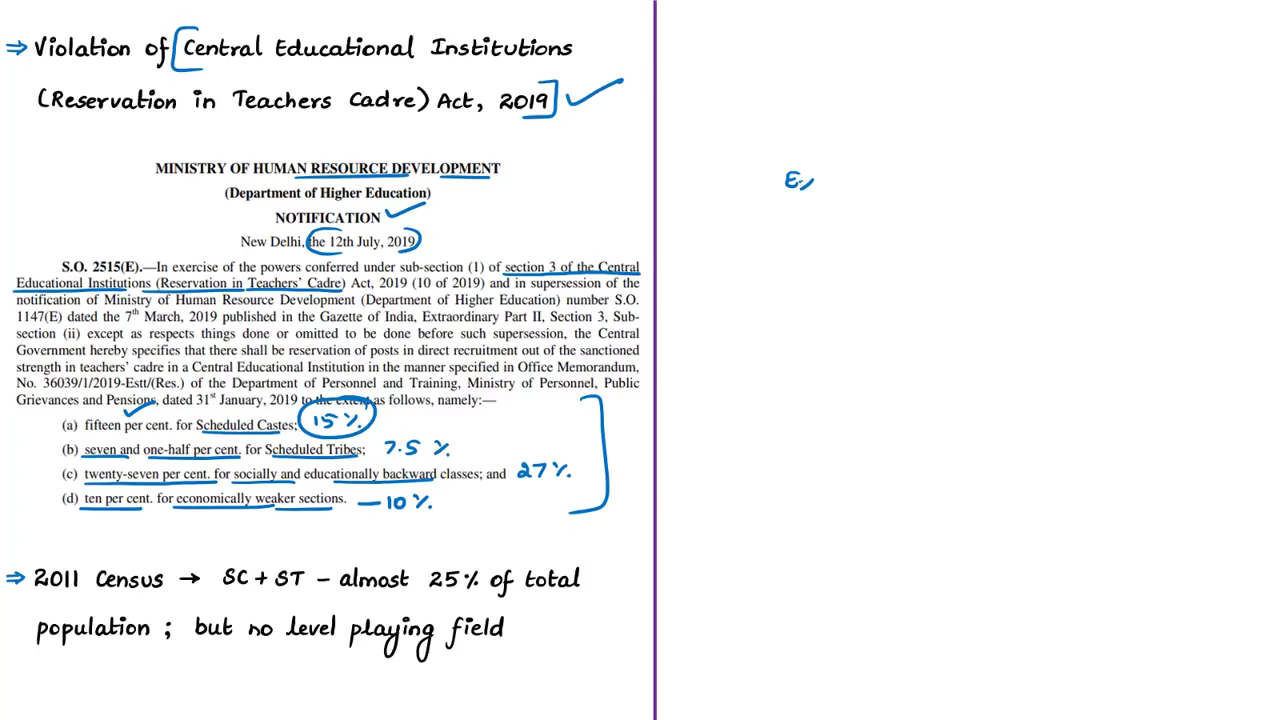 ⇒ Violation of [Central Educational Institutions
(Reservation in Teachers Cadre) Act, 2019]
MINISTRY OF HUMAN RESOURCE DEVELOPMENT
(Department of Higher Education)
NOTIFICATION
New Delhi, the 12th July, 2019
S.O. 2515(E).—In exercise of the powers conferred under sub-section (1) of section 3 of the Central
Educational Institutions (Reservation in Teachers' Cadre) Act, 2019 (10 of 2019) and in supersession of the
notification of Ministry of Human Resource Development (Department of Higher Education) number S.O.
1147(E) dated the 7th March, 2019 published in the Gazette of India, Extraordinary Part II, Section 3, Sub-
section (ii) except as respects things done or omitted to be done before such supersession, the Central
Government hereby specifies that there shall be reservation of posts in direct recruitment out of the sanctioned
strength in teachers' cadre in a Central Educational Institution in the manner specified in Office Memorandum,
No. 36039/1/2019-Estt/(Res.) of the Department of Personnel and Training, Ministry of Personnel, Public
Grievances and Pensions, dated 31st January, 2019 to the extent as follows, namely:—
(a) fifteen per cent. for Scheduled Castes; 15%.
(b) seven and one-half per cent. for Scheduled Tribes; 7.5 %.
(c) twenty-seven per cent. for socially and educationally backward classes; and 27%.
(d) ten per cent. for economically weaker sections. — 10%.
⇒ 2011 Census → SC + ST - almost 25% of total
population ; but no level playing field